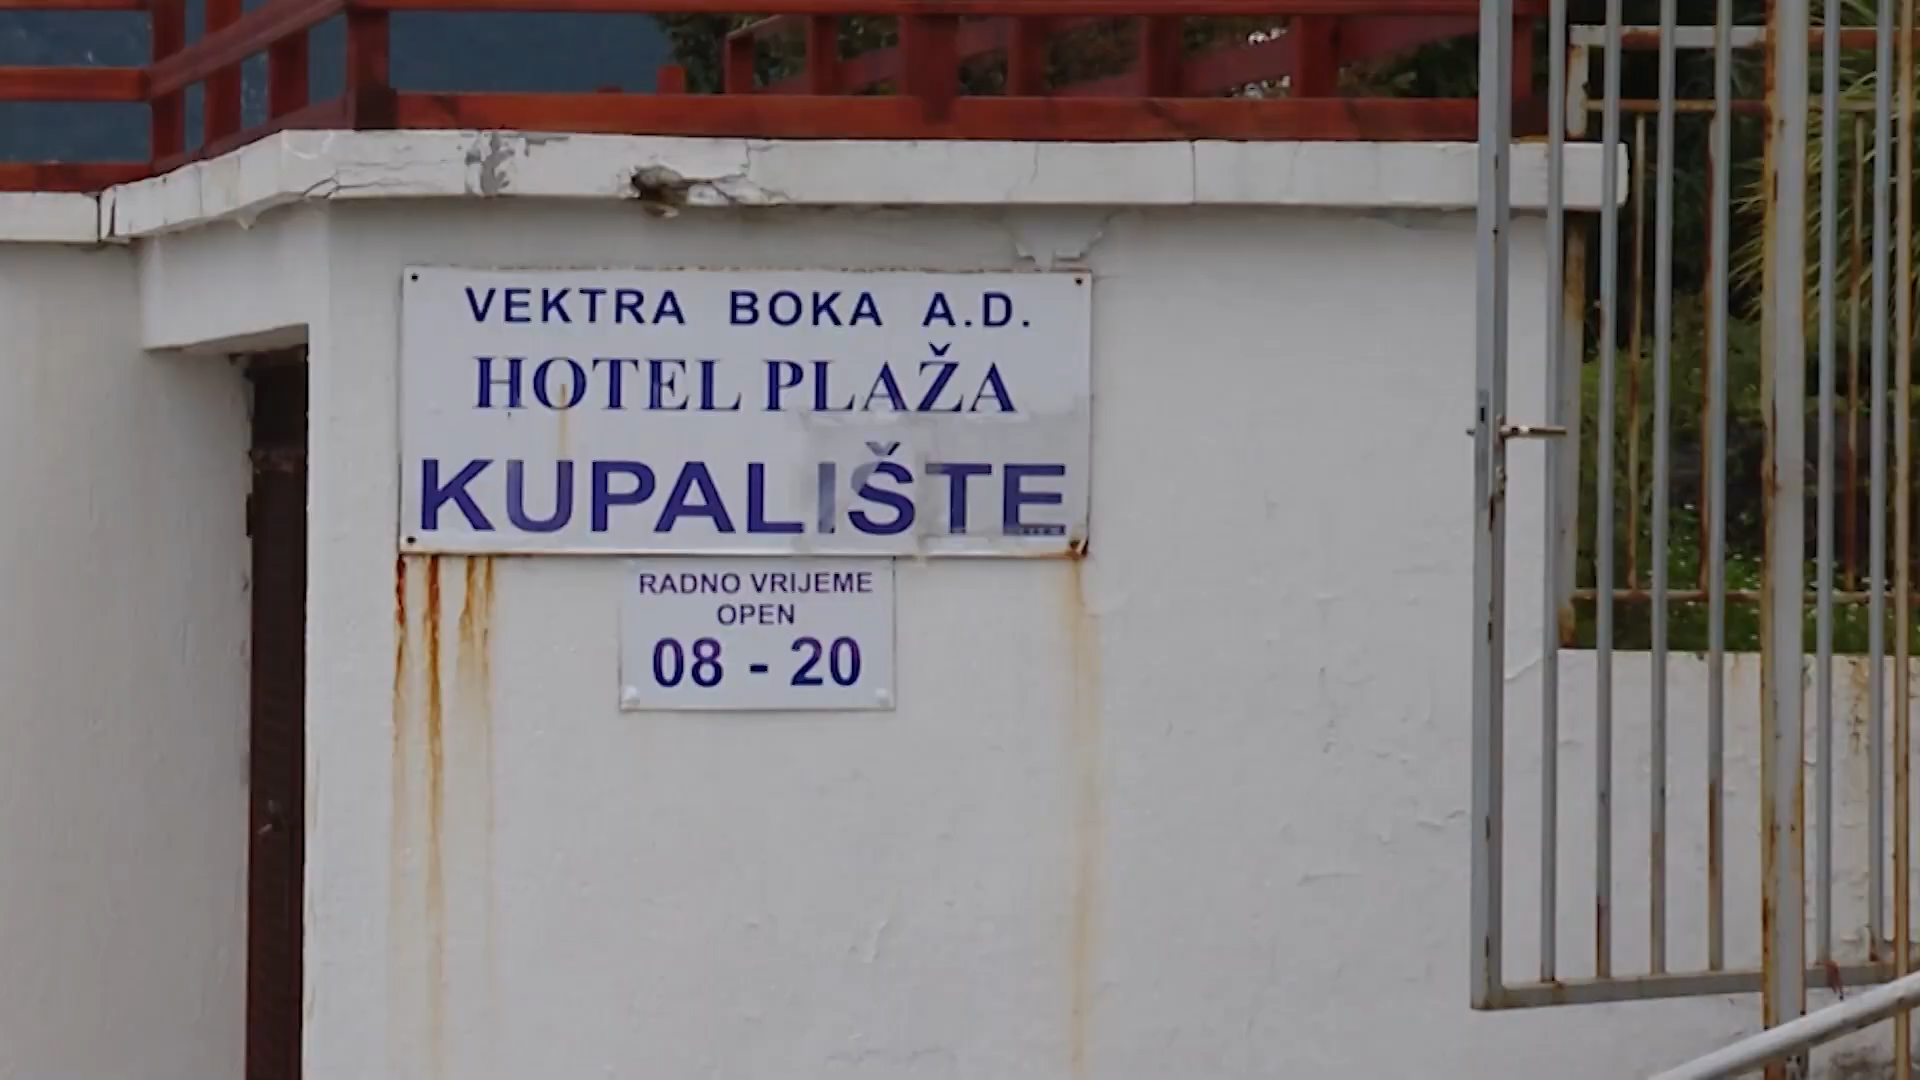 VEKTRA BOKA A.D.
HOTEL PLAŽA
KUPALIŠTE
RADNO VRIJEME
OPEN
08 - 20